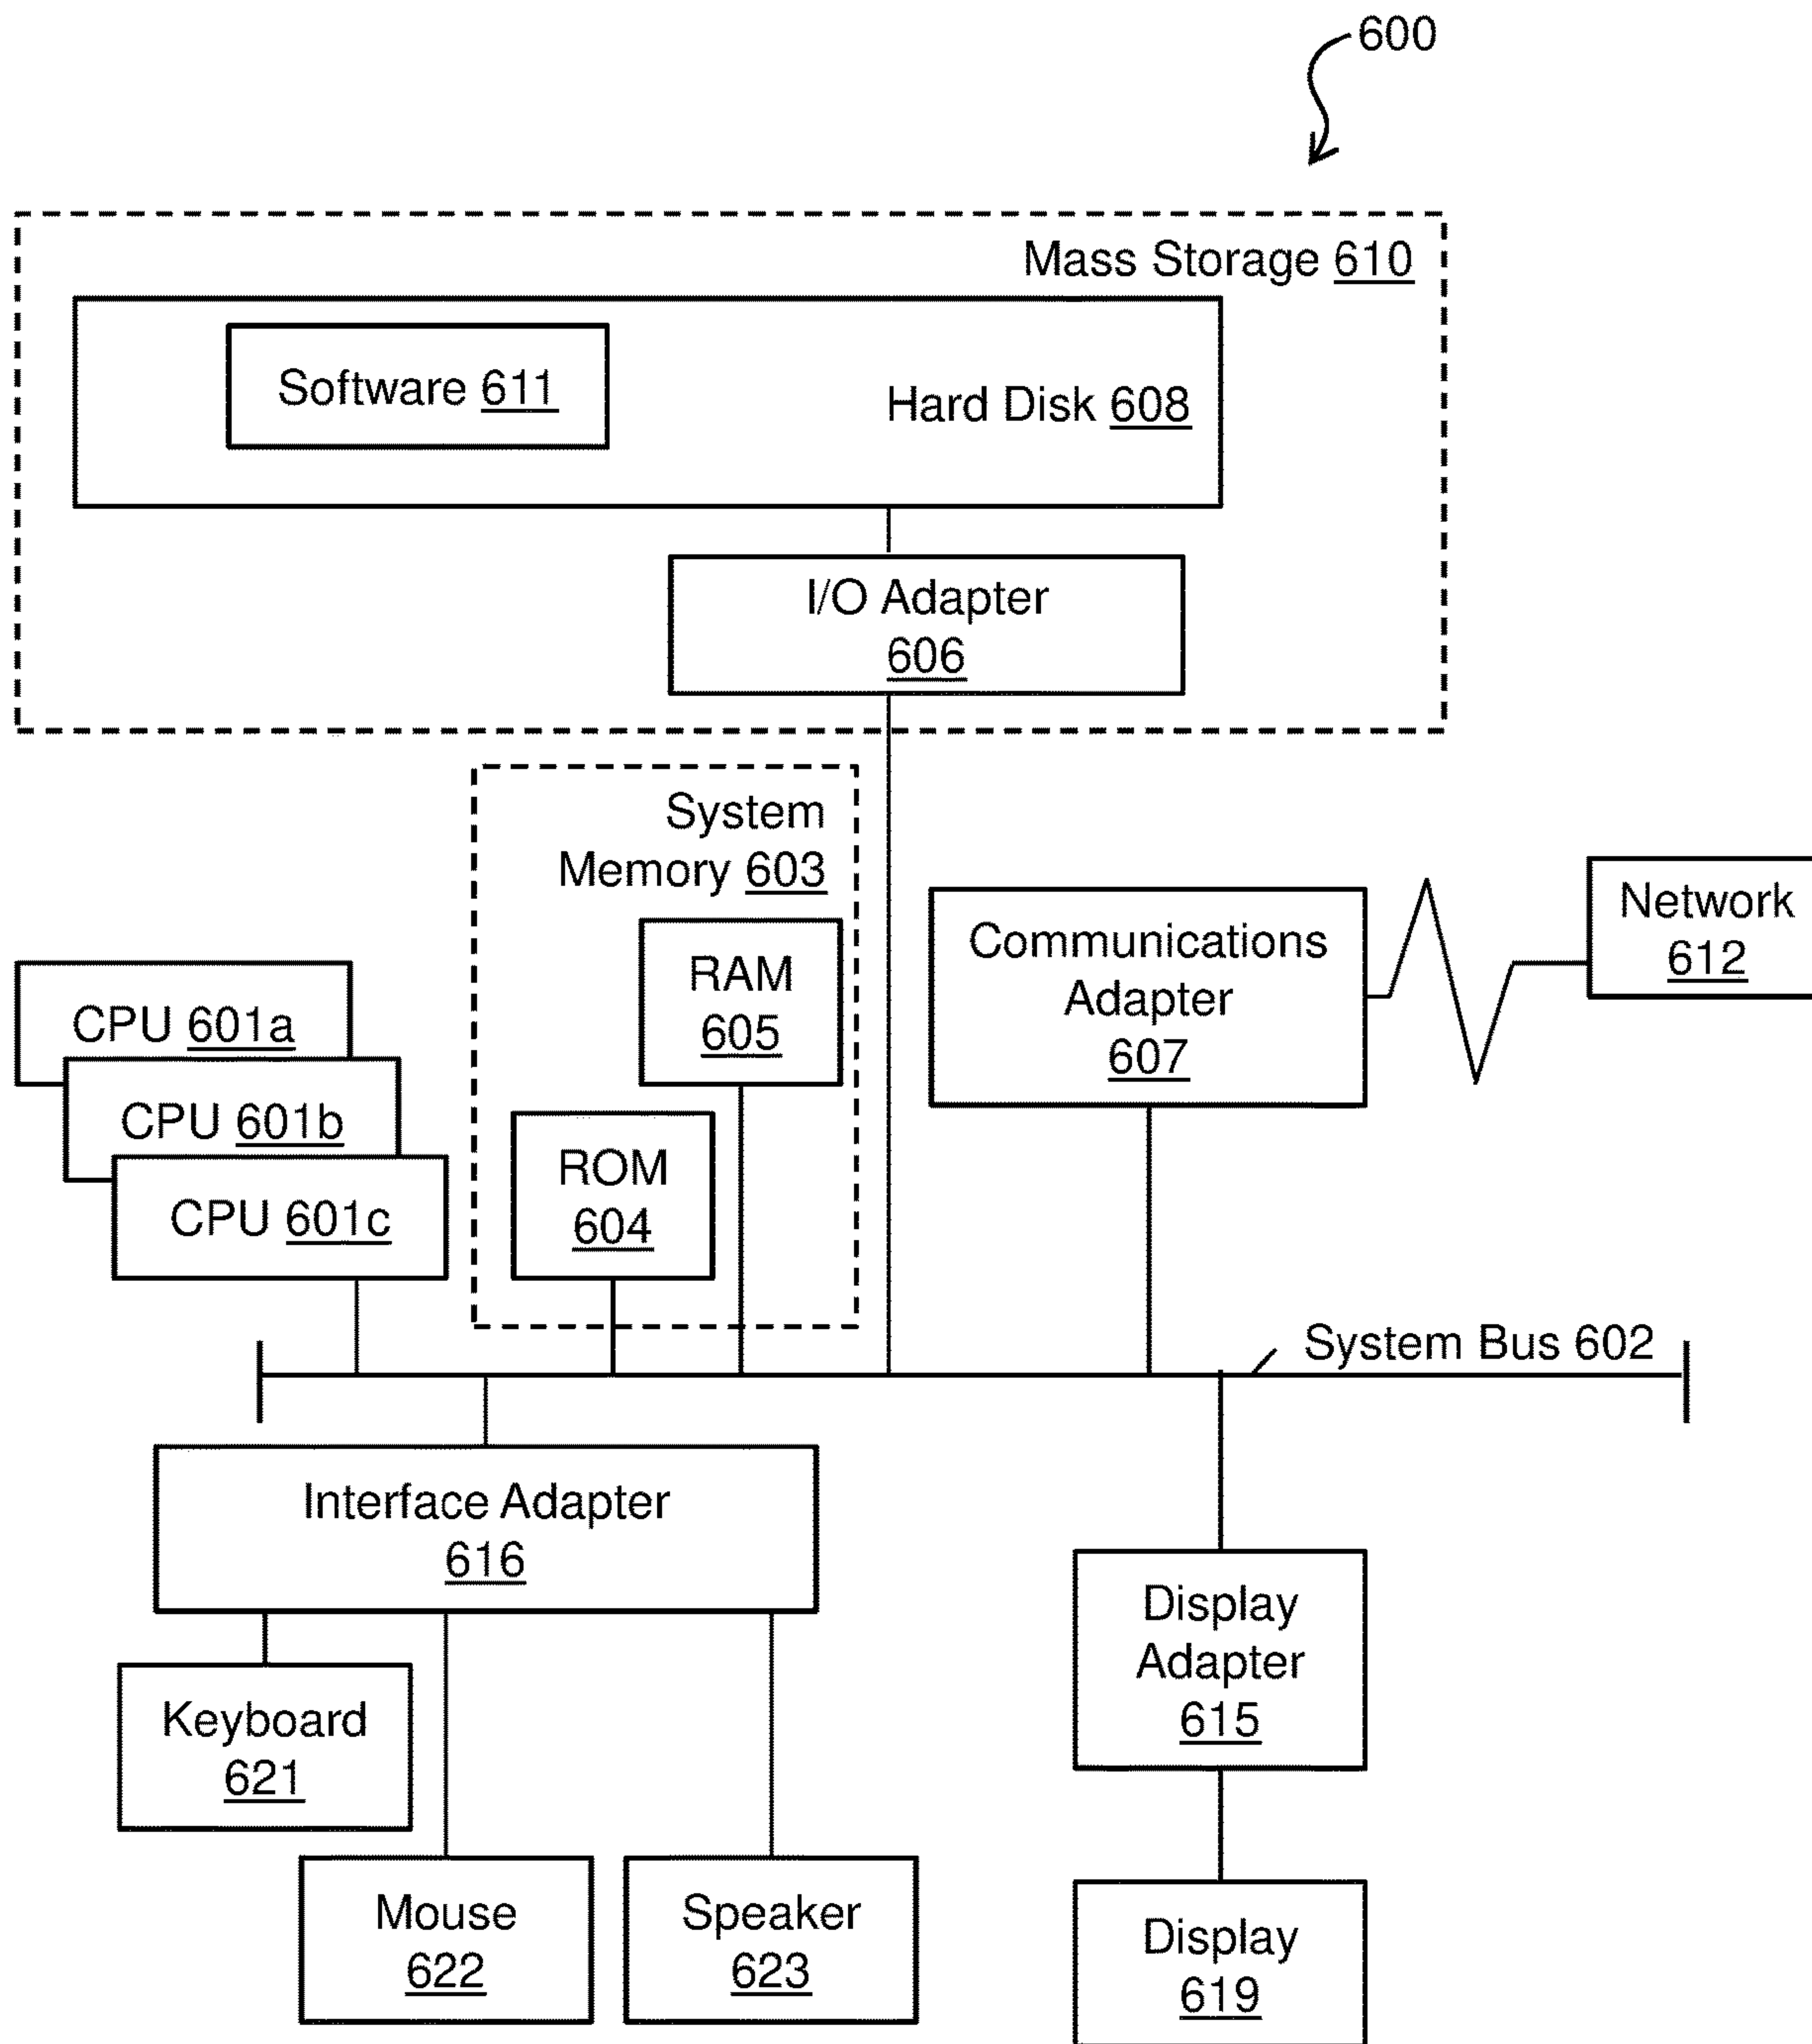 600
Mass Storage 610
Software 611
Hard Disk 608
I/O Adapter
606
System
Memory 603
RAM
605
ROM
604
CPU 601a
CPU 601b
CPU 601c
Communications
Adapter
607
Network
612
System Bus 602
Interface Adapter
616
Keyboard
621
Mouse
622
Speaker
623
Display
Adapter
615
Display
619